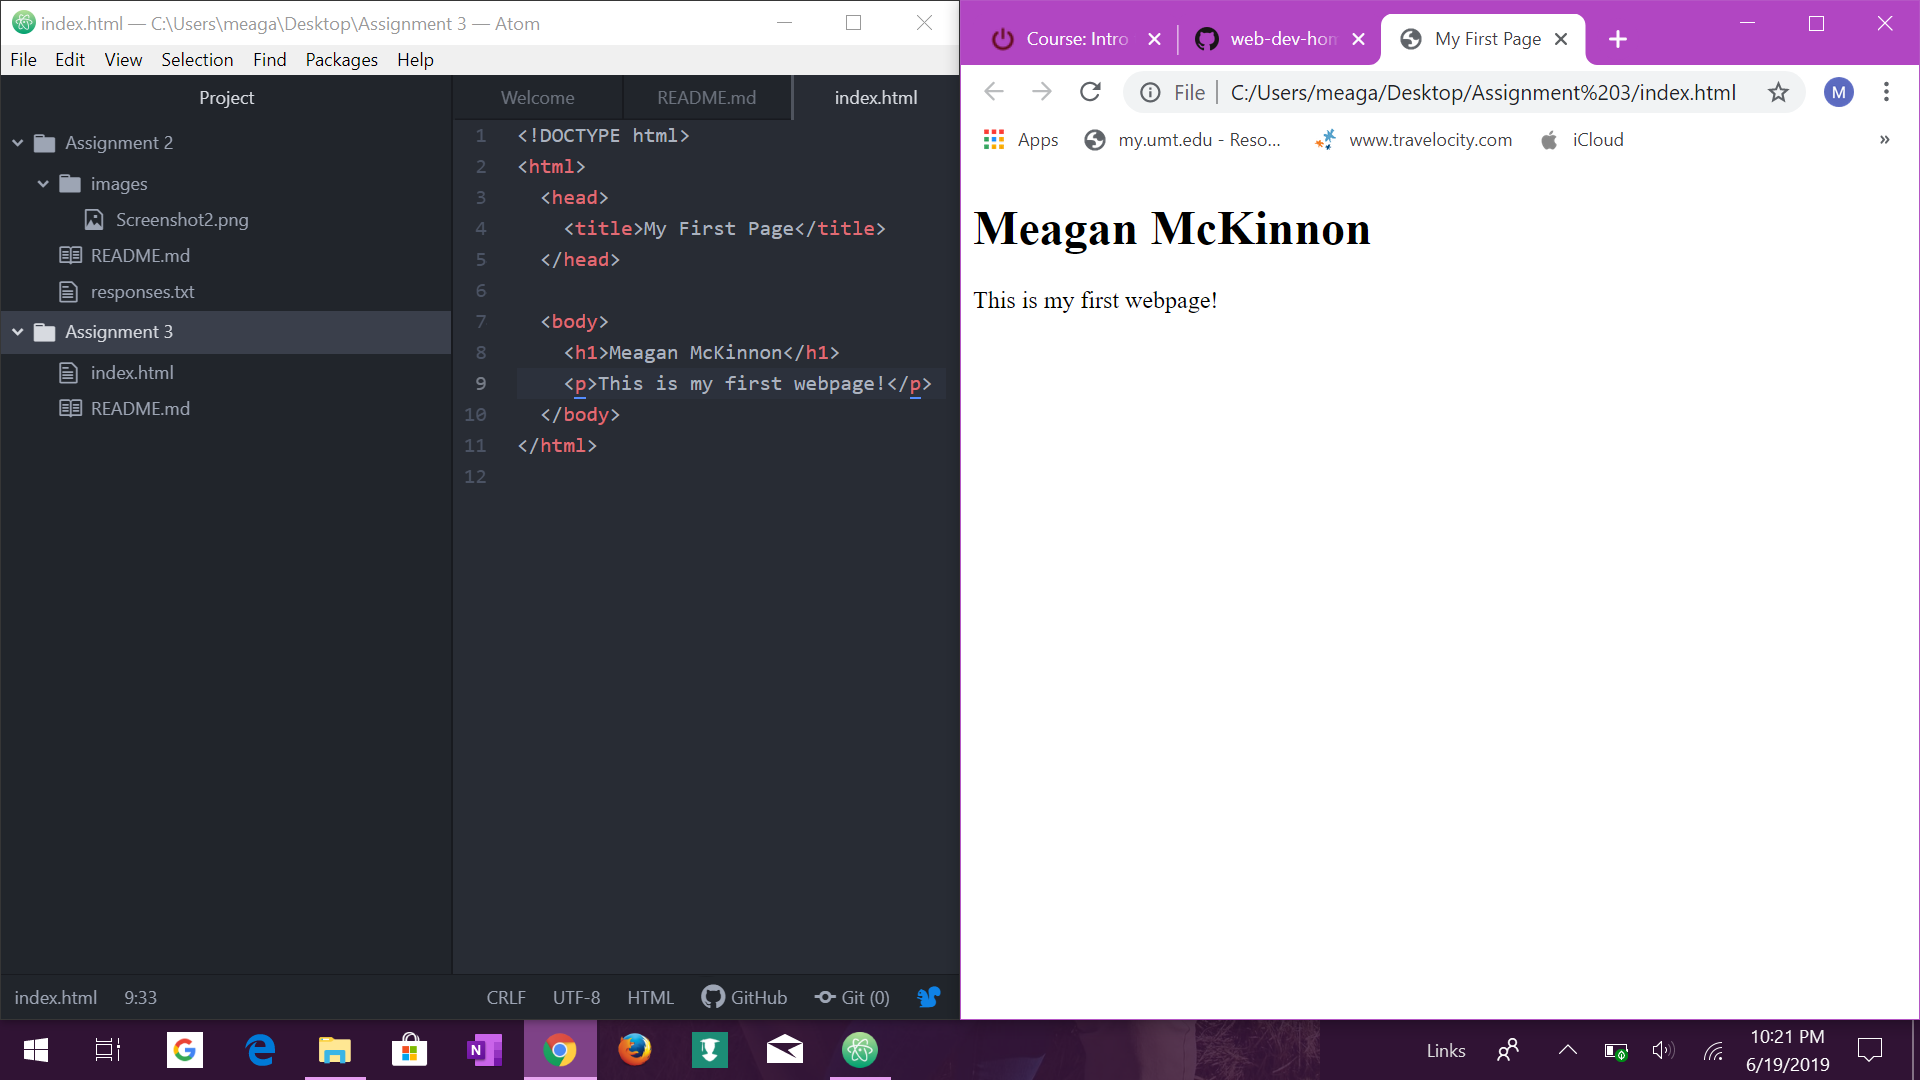 index.html — C:\Users\meaga\Desktop\Assignment 3 — Atom
File Edit View Selection Find Packages Help
Project
Assignment 2
images
Screenshot2.png
README.md
responses.txt
Assignment 3
index.html
README.md
Welcome README.md index.html
1 <!DOCTYPE html>
2 <html>
3 <head>
4 <title>My First Page</title>
5 </head>
6
7 <body>
8 <h1>Meagan McKinnon</h1>
9 <p>This is my first webpage!</p>
10 </body>
11 </html>
12
index.html 9:33 CRLF UTF-8 HTML GitHub Git (0)
Course: Intro web-dev-hom My First Page
File C:/Users/meaga/Desktop/Assignment%203/index.html M
Apps my.umt.edu - Reso... www.travelocity.com iCloud »
Meagan McKinnon
This is my first webpage!
Links 10:21 PM
6/19/2019